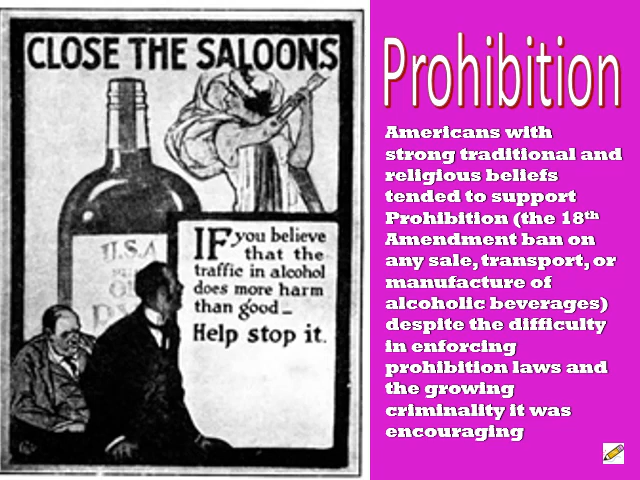 CLOSE THE SALOONS
IF you believe
that the
traffic in alcohol
does more harm
than good—
Help stop it.
U.S.A
Prohibition
Americans with
strong traditional and
religious beliefs
tended to support
Prohibition (the 18th
Amendment ban on
any sale, transport, or
manufacture of
alcoholic beverages)
despite the difficulty
in enforcing
prohibition laws and
the growing
criminality it was
encouraging